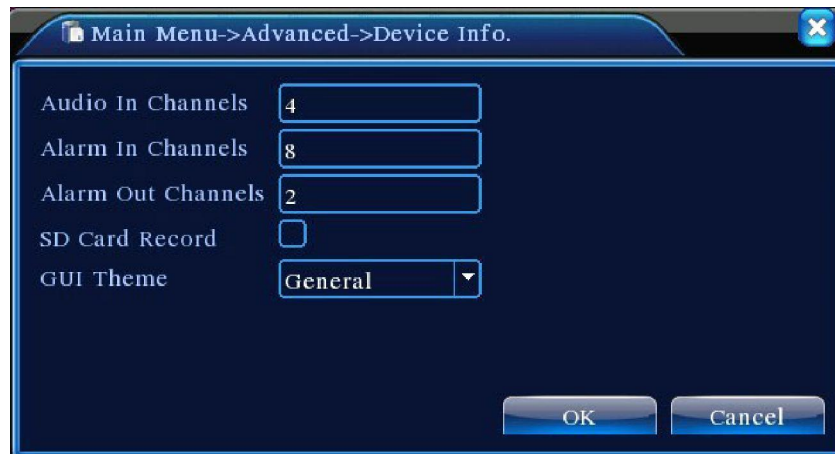 Main Menu->Advanced->Device Info.
Audio In Channels 4
Alarm In Channels 8
Alarm Out Channels 2
SD Card Record
GUI Theme General
OK Cancel